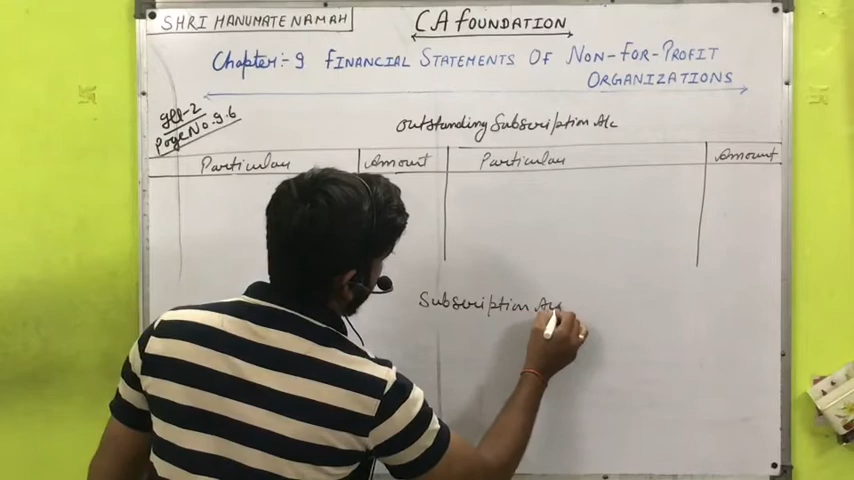 SHRI HANUMATE NAMAH
CA FOUNDATION
Chapter:- 9 FINANCIAL STATEMENTS OF NON-FOR-PROFIT
ORGANIZATIONS
Ill-2
Page No. 9.6
Outstanding Subscription A/c
Particulars Amount Particulars Amount
Subscription A/c